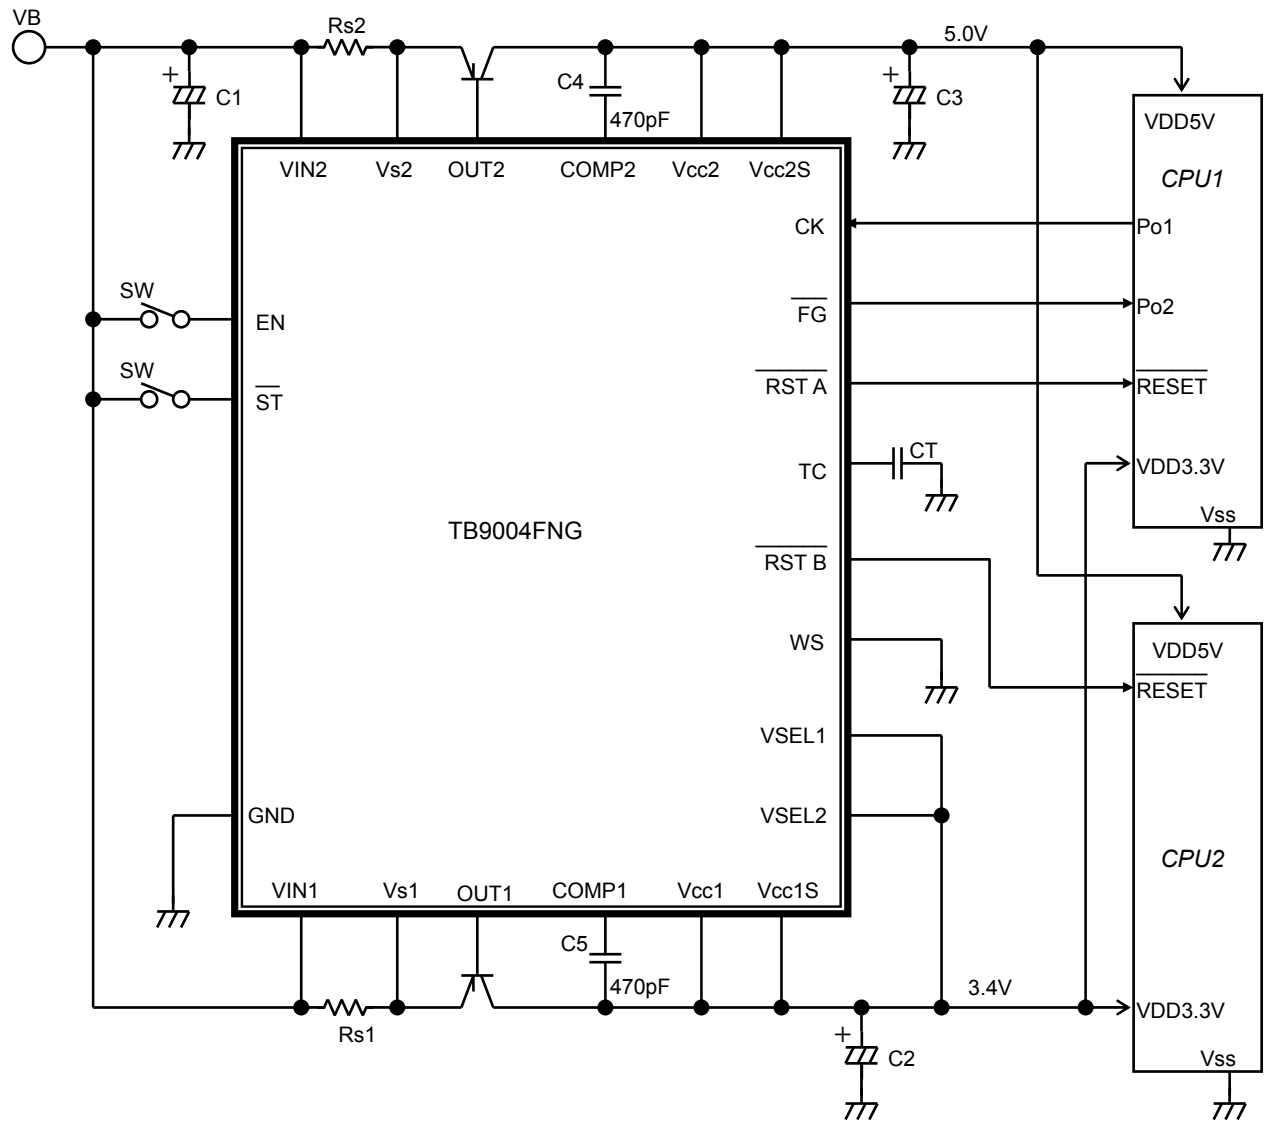 VB
Rs2
5.0V
+
C1
C4
470pF
+
C3
VIN2
Vs2
OUT2
COMP2
Vcc2
Vcc2S
VDD5V
CPU1
CK
Po1
SW
EN
FG
Po2
SW
ST
RST A
RESET
TC
CT
VDD3.3V
TB9004FNG
Vss
RST B
WS
VDD5V
RESET
VSEL1
GND
VSEL2
CPU2
VIN1
Vs1
OUT1
COMP1
Vcc1
Vcc1S
C5
470pF
3.4V
VDD3.3V
Rs1
+
C2
Vss